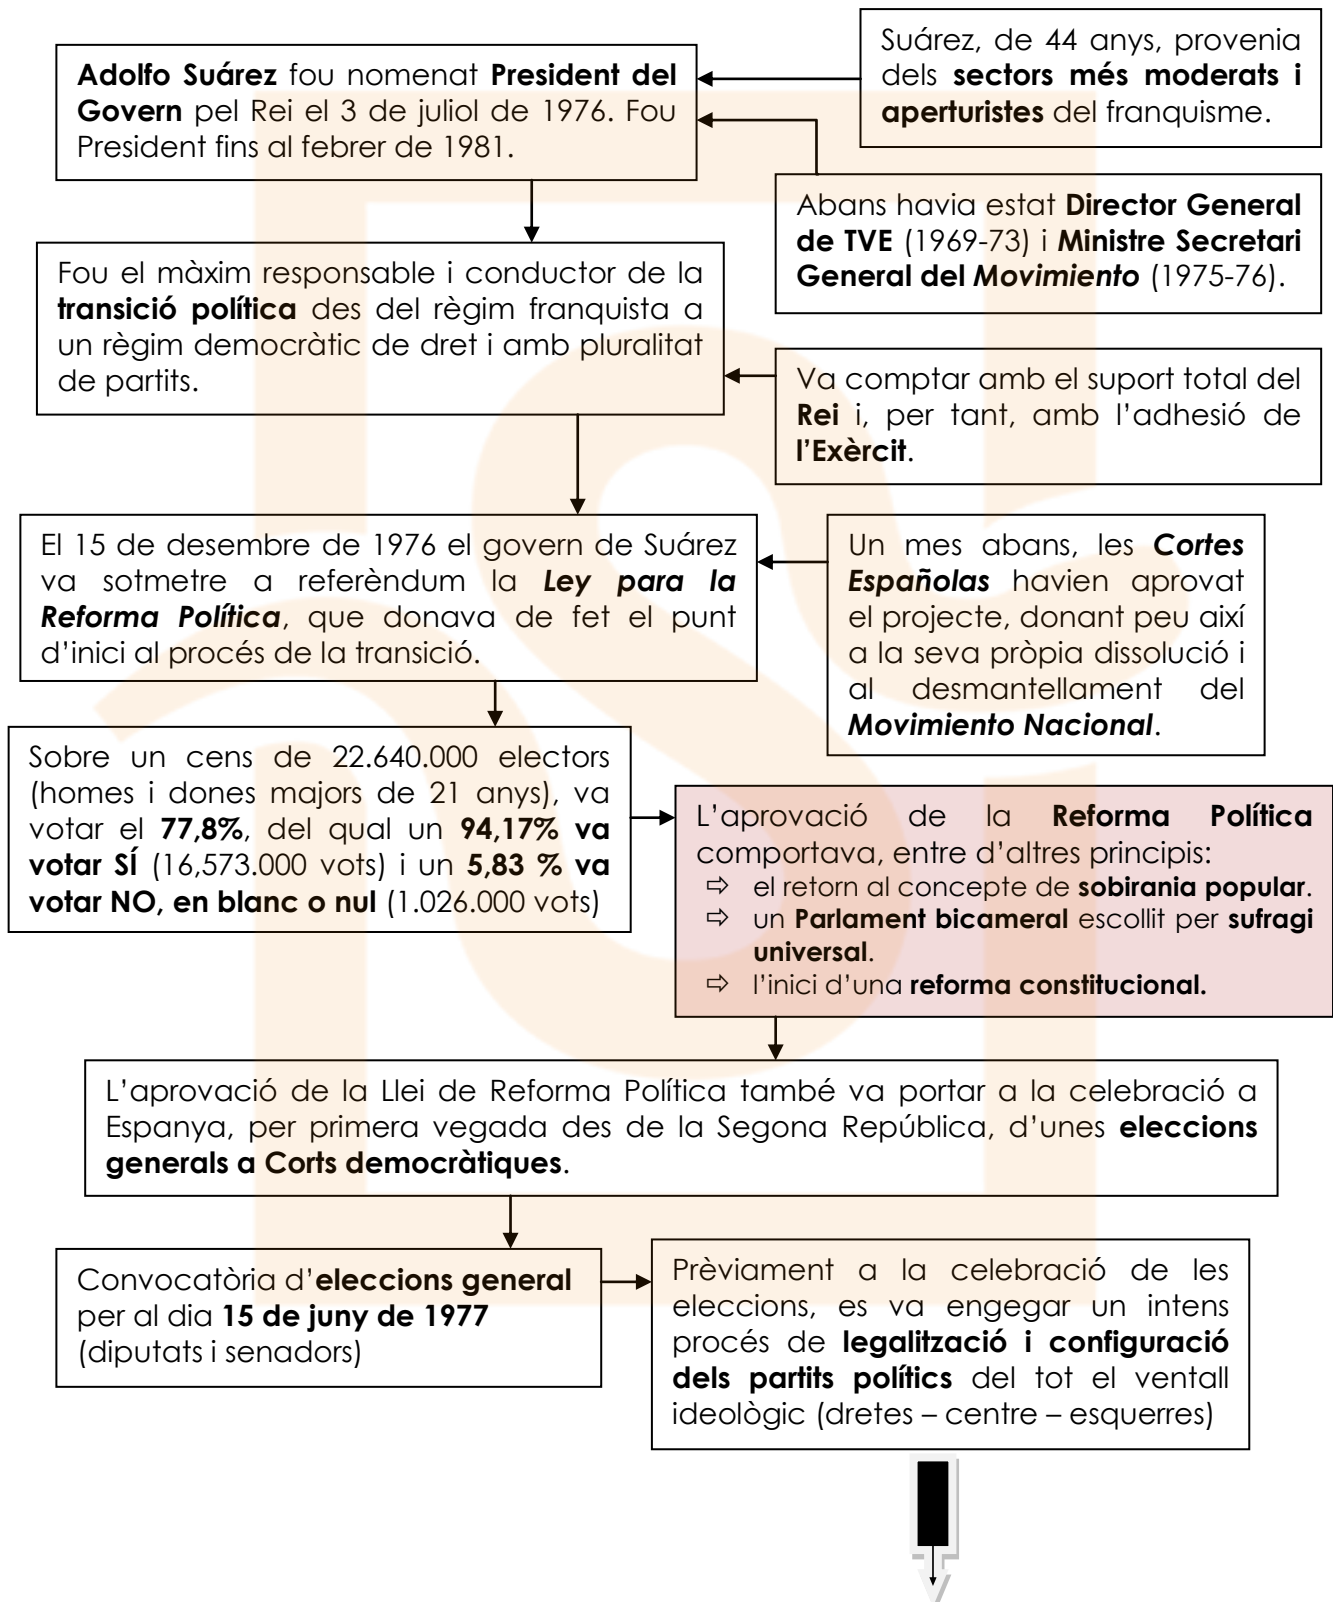 Suárez, de 44 anys, provenia
dels sectors més moderats i
aperturistes del franquisme.
Adolfo Suárez fou nomenat President del
Govern pel Rei el 3 de juliol de 1976. Fou
President fins al febrer de 1981.
Abans havia estat Director General
de TVE (1969-73) i Ministre Secretari
General del Movimiento (1975-76).
Fou el màxim responsable i conductor de la
transició política des del règim franquista a
un règim democràtic de dret i amb pluralitat
de partits.
Va comptar amb el suport total del
Rei i, per tant, amb l’adhesió de
l’Exèrcit.
El 15 de desembre de 1976 el govern de Suárez
va sotmetre a referèndum la Ley para la
Reforma Política, que donava de fet el punt
d’inici al procés de la transició.
Un mes abans, les Cortes
Españolas havien aprovat
el projecte, donant peu així
a la seva pròpia dissolució i
al desmantellament del
Movimiento Nacional.
Sobre un cens de 22.640.000 electors
(homes i dones majors de 21 anys), va
votar el 77,8%, del qual un 94,17% va
votar SÍ (16,573.000 vots) i un 5,83 % va
votar NO, en blanc o nul (1.026.000 vots)
L’aprovació de la Reforma Política
comportava, entre d’altres principis:
⇨ el retorn al concepte de sobirania popular.
⇨ un Parlament bicameral escollit per sufragi
universal.
⇨ l’inici d’una reforma constitucional.
L’aprovació de la Llei de Reforma Política també va portar a la celebració a
Espanya, per primera vegada des de la Segona República, d’unes eleccions
generals a Corts democràtiques.
Convocatòria d’eleccions general
per al dia 15 de juny de 1977
(diputats i senadors)
Prèviament a la celebració de les
eleccions, es va engegar un intens
procés de legalització i configuració
dels partits polítics del tot el ventall
ideològic (dretes – centre – esquerres)